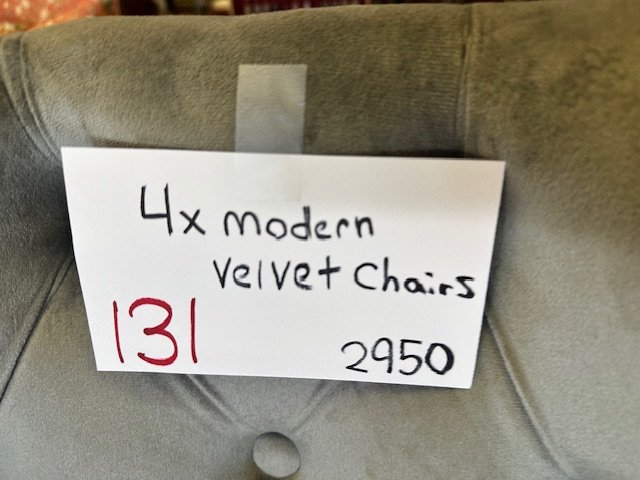 4x modern
velvet chairs
131
2950